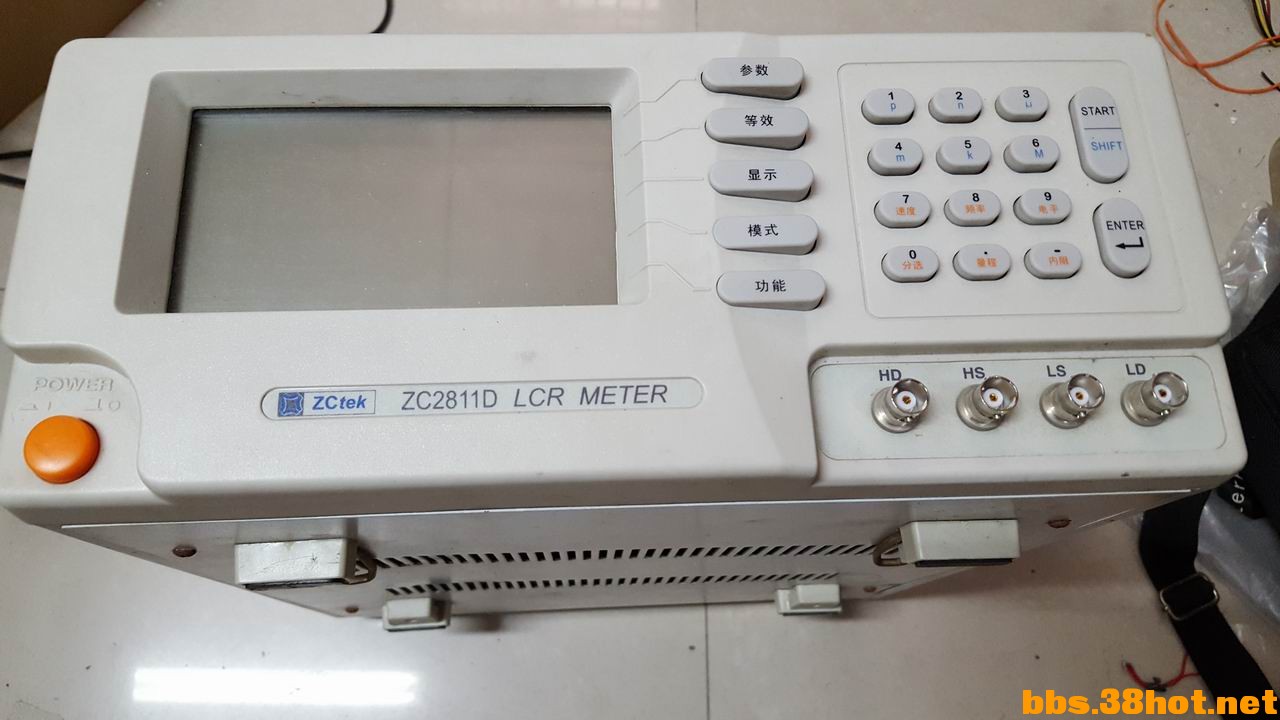 参数
等效
显示
模式
功能
1
p
2
n
3
μ
START
SHIFT
4
m
5
k
6
M
7
速度
8
频率
9
电平
ENTER
0
分选
.
量程
-
内阻
POWER
ZCtek ZC2811D LCR METER
HD HS LS LD
bbs.38hot.net